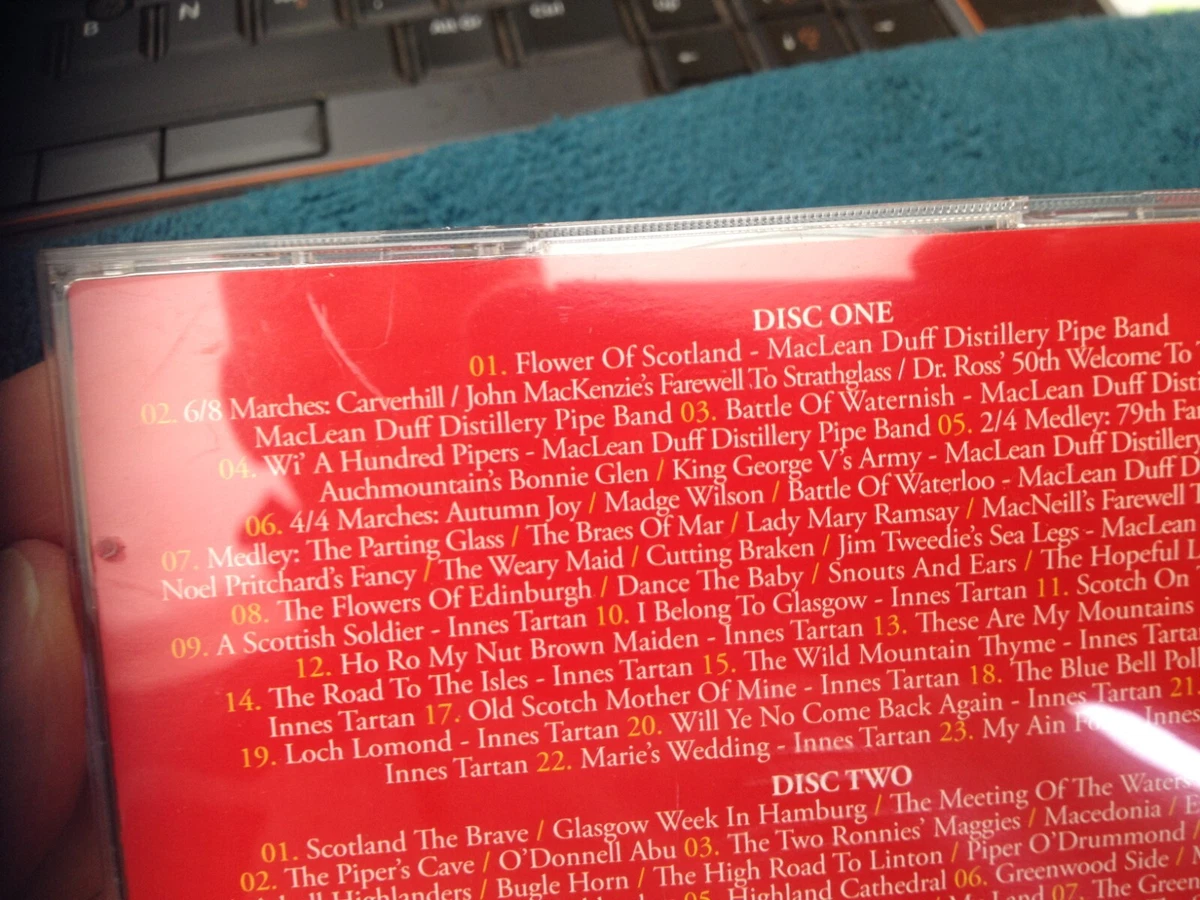 B
N
Alt Gr
Ctrl
DISC ONE
01. Flower Of Scotland - MacLean Duff Distillery Pipe Band
02. 6/8 Marches: Carverhill / John MacKenzie's Farewell To Strathglass / Dr. Ross' 50th Welcome To
MacLean Duff Distillery Pipe Band 03. Battle Of Waternish - MacLean Duff Disti
04. Wi' A Hundred Pipers - MacLean Duff Distillery Pipe Band 05. 2/4 Medley: 79th Fa
Auchmountain's Bonnie Glen / King George V's Army - MacLean Duff Distiller
06. 4/4 Marches: Autumn Joy / Madge Wilson / Battle Of Waterloo - MacLean Duff D
07. Medley: The Parting Glass / The Braes Of Mar / Lady Mary Ramsay / MacNeill's Farewell
Noel Pritchard's Fancy / The Weary Maid / Cutting Braken / Jim Tweedie's Sea Legs - MacLean
08. The Flowers Of Edinburgh / Dance The Baby / Snouts And Ears / The Hopeful
09. A Scottish Soldier - Innes Tartan 10. I Belong To Glasgow - Innes Tartan 11. Scotch On
12. Ho Ro My Nut Brown Maiden - Innes Tartan 13. These Are My Mountains
14. The Road To The Isles - Innes Tartan 15. The Wild Mountain Thyme - Innes Tarta
Innes Tartan 17. Old Scotch Mother Of Mine - Innes Tartan 18. The Blue Bell Poll
19. Loch Lomond - Innes Tartan 20. Will Ye No Come Back Again - Innes Tartan 21
Innes Tartan 22. Marie's Wedding - Innes Tartan 23. My Ain Innes
DISC TWO
01. Scotland The Brave / Glasgow Week In Hamburg / The Meeting Of The Waters
02. The Piper's Cave / O'Donnell Abu 03. The Two Ronnies' Maggies / Macedonia /
Highlanders / Bugle Horn / The High Road To Linton / Piper O'Drummond /
05. Highland Cathedral 06. Greenwood Side /
Land 07. The Green